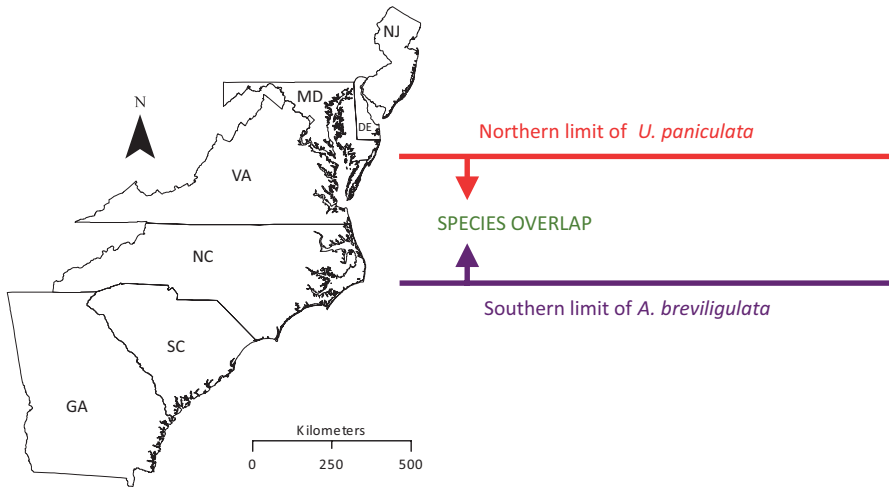 NJ
MD
N
DE
Northern limit of U. paniculata
VA
SPECIES OVERLAP
NC
Southern limit of A. breviligulata
SC
GA
Kilometers
0 250 500